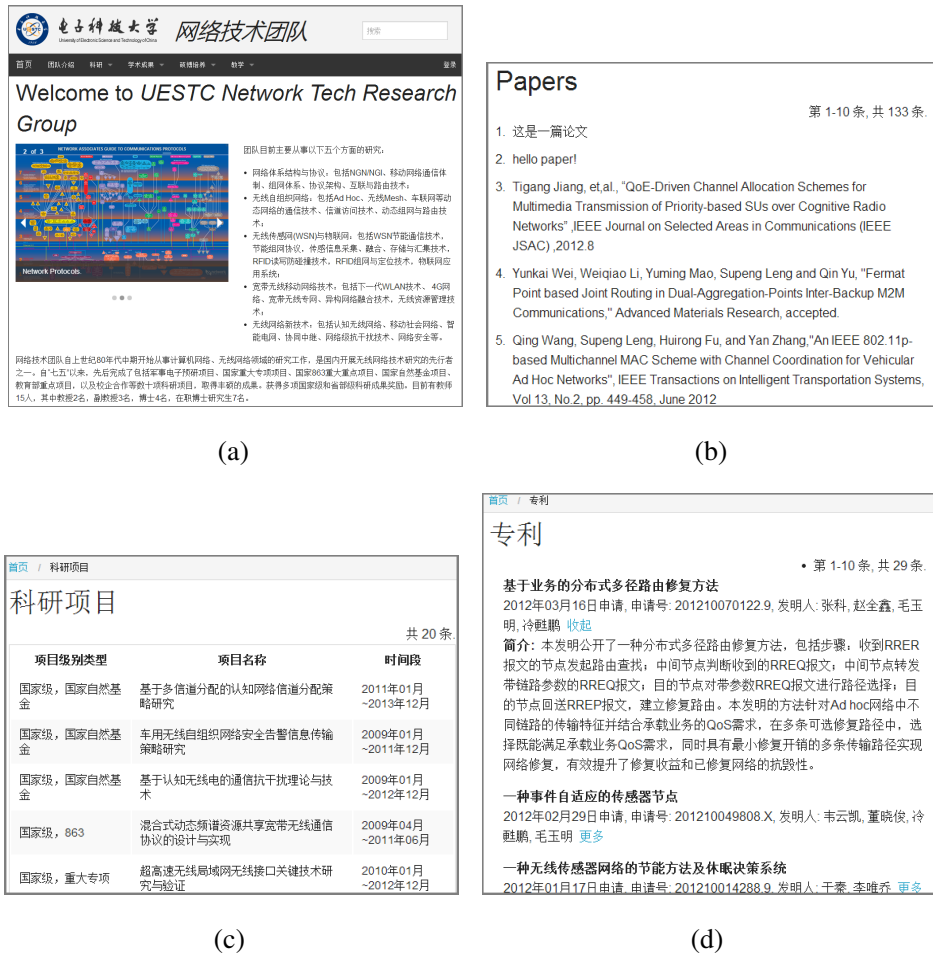 电子科技大学 网络技术团队 搜索
University of Electronic Science and Technology of China
首页 团队介绍 科研 学术成果 硕博培养 教学 登录
Welcome to UESTC Network Tech Research
Group
2 of 3 NETWORK ASSOCIATES GUIDE TO COMMUNICATIONS PROTOCOLS
Network Protocols.
团队目前主要从事以下五个方面的研究:
• 网络体系结构与协议: 包括NGN/NGI、移动网络通信体
制、组网体系、协议架构、互联与路由技术;
• 无线自组织网络: 包括Ad Hoc、无线Mesh、车联网等动
态网络的通信技术、信道访问技术、动态组网与路由技
术;
• 无线传感网(WSN)与物联网: 包括WSN节能通信技术,
节能组网协议, 传感信息采集、融合、存储与汇集技术,
RFID读写防碰撞技术, RFID组网与定位技术, 物联网应
用系统;
• 宽带无线移动网络技术: 包括下一代WLAN技术、 4G网
络、宽带无线专网、异构网络融合技术, 无线资源管理技
术;
• 无线网络新技术: 包括认知无线网络、移动社会网络、智
能电网、协同中继、网络级抗干扰技术、网络安全等。
网络技术团队自上世纪80年代中期开始从事计算机网络、无线网络领域的研究工作, 是国内开展无线网络技术研究的先行者
之一。自“七五”以来, 先后完成了包括军事电子预研项目、国家重大专项项目、国家863重大重点项目、国家自然基金项目、
教育部重点项目, 以及校企合作等数十项科研项目, 取得丰硕的成果。获得多项国家级和省部级科研成果奖励。目前有教师
15人, 其中教授2名, 副教授3名, 博士4名, 在职博士研究生7名。
(a)
Papers
第 1-10 条, 共 133 条.
1. 这是一篇论文
2. hello paper!
3. Tigang Jiang, et,al., "QoE-Driven Channel Allocation Schemes for
Multimedia Transmission of Priority-based SUs over Cognitive Radio
Networks" ,IEEE Journal on Selected Areas in Communications (IEEE
JSAC) ,2012.8
4. Yunkai Wei, Weiqiao Li, Yuming Mao, Supeng Leng and Qin Yu, "Fermat
Point based Joint Routing in Dual-Aggregation-Points Inter-Backup M2M
Communications," Advanced Materials Research, accepted.
5. Qing Wang, Supeng Leng, Huirong Fu, and Yan Zhang,"An IEEE 802.11p-
based Multichannel MAC Scheme with Channel Coordination for Vehicular
Ad Hoc Networks", IEEE Transactions on Intelligent Transportation Systems,
Vol 13, No.2, pp. 449-458, June 2012
(b)
首页 / 科研项目
科研项目
共 20 条.
项目级别类型 项目名称 时间段
国家级，国家自然基 基于多信道分配的认知网络信道分配策 2011年01月
金 略研究 ~2013年12月
国家级，国家自然基 车用无线自组织网络安全告警信息传输 2009年01月
金 策略研究 ~2011年12月
国家级，国家自然基 基于认知无线电的通信抗干扰理论与技 2009年01月
金 术 ~2012年12月
国家级，863 混合式动态频谱资源共享宽带无线通信 2009年04月
协议的设计与实现 ~2011年06月
国家级，重大专项 超高速无线局域网无线接口关键技术研 2010年01月
究与验证 ~2012年12月
(c)
首页 / 专利
专利
• 第 1-10 条, 共 29 条.
基于业务的分布式多径路由修复方法
2012年03月16日申请, 申请号: 201210070122.9, 发明人: 张科, 赵全鑫, 毛玉
明, 冷甦鹏 收起
简介: 本发明公开了一种分布式多径路由修复方法，包括步骤: 收到RRER
报文的节点发起路由查找; 中间节点判断收到的RREQ报文; 中间节点转发
带链路参数的RREQ报文; 目的节点对带参数RREQ报文进行路径选择; 目
的节点回送RREP报文，建立修复路由。本发明的方法针对Ad hoc网络中不
同链路的传输特征并结合承载业务的QoS需求，在多条可选修复路径中，选
择既能满足承载业务QoS需求，同时具有最小修复开销的多条传输路径实现
网络修复，有效提升了修复收益和已修复网络的抗毁性。
一种事件自适应的传感器节点
2012年02月29日申请, 申请号: 201210049808.X, 发明人: 韦云凯, 董晓俊, 冷
甦鹏, 毛玉明 更多
一种无线传感器网络的节能方法及休眠决策系统
2012年01月17日申请, 申请号: 201210014288.9, 发明人: 于秦, 李唯乔 更多
(d)